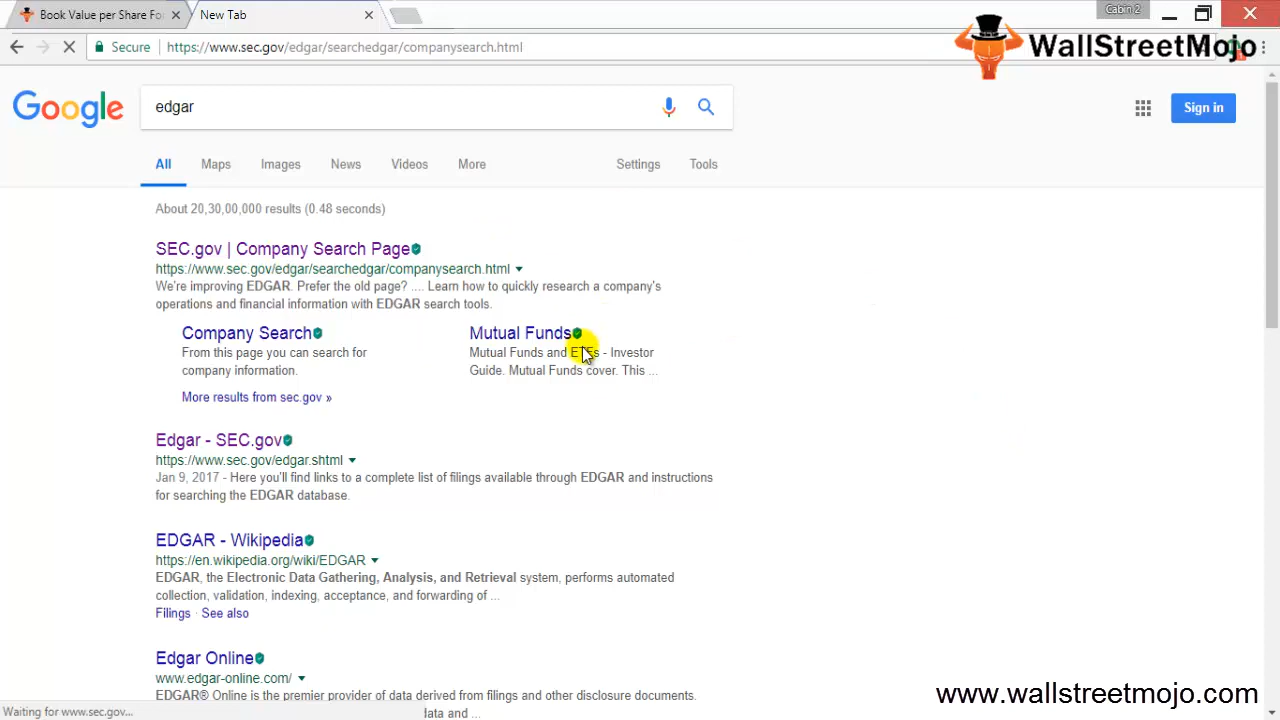 Book Value per Share Fo
New Tab
Cabin 2
Secure
https://www.sec.gov/edgar/searchedgar/companysearch.html
WallStreetMojo
Google
edgar
Sign in
All
Maps
Images
News
Videos
More
Settings
Tools
About 20,30,00,000 results (0.48 seconds)
SEC.gov | Company Search Page
https://www.sec.gov/edgar/searchedgar/companysearch.html
We're improving EDGAR. Prefer the old page? .... Learn how to quickly research a company's
operations and financial information with EDGAR search tools.
Company Search
From this page you can search for
company information.
Mutual Funds
Mutual Funds and ETFs - Investor
Guide. Mutual Funds cover. This ...
More results from sec.gov »
Edgar - SEC.gov
https://www.sec.gov/edgar.shtml
Jan 9, 2017 - Here you'll find links to a complete list of filings available through EDGAR and instructions
for searching the EDGAR database.
EDGAR - Wikipedia
https://en.wikipedia.org/wiki/EDGAR
EDGAR, the Electronic Data Gathering, Analysis, and Retrieval system, performs automated
collection, validation, indexing, acceptance, and forwarding of ...
Filings · See also
Edgar Online
www.edgar-online.com/
EDGAR® Online is the premier provider of data derived from filings and other disclosure documents.
data and ...
Waiting for www.sec.gov...
www.wallstreetmojo.com